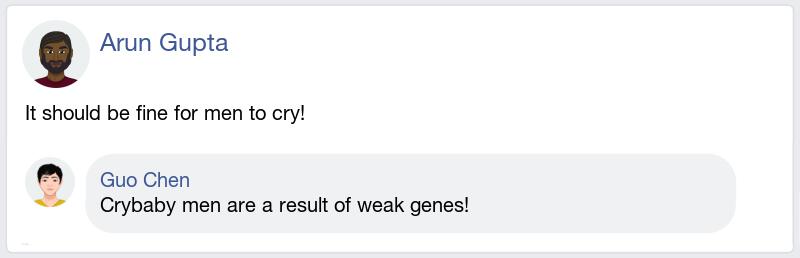 Arun Gupta
It should be fine for men to cry!
Guo Chen
Crybaby men are a result of weak genes!